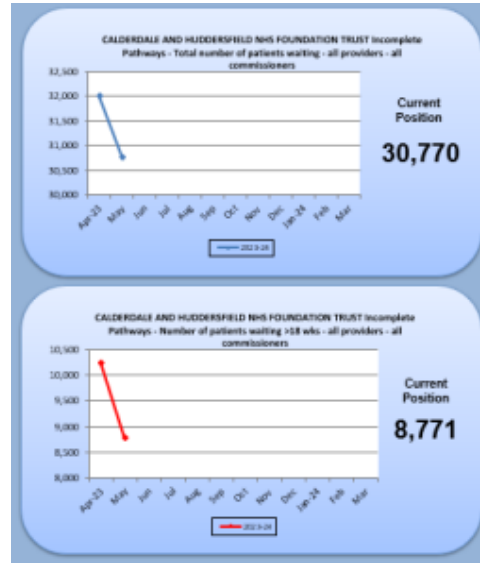 CALDERDALE AND HUDDERSFIELD NHS FOUNDATION TRUST Incomplete
Pathways - Total number of patients waiting - all providers - all
commissioners
32,500
32,000
31,500
31,000
30,500
30,000
Apr-23 May Jun Jul Aug Sep Oct Nov Dec Jan-24 Feb Mar
2023-24
Current
Position
30,770
CALDERDALE AND HUDDERSFIELD NHS FOUNDATION TRUST Incomplete
Pathways - Number of patients waiting >18 wks - all providers - all
commissioners
10,500
10,000
9,500
9,000
8,500
8,000
Apr-23 May Jun Jul Aug Sep Oct Nov Dec Jan-24 Feb Mar
2023-24
Current
Position
8,771